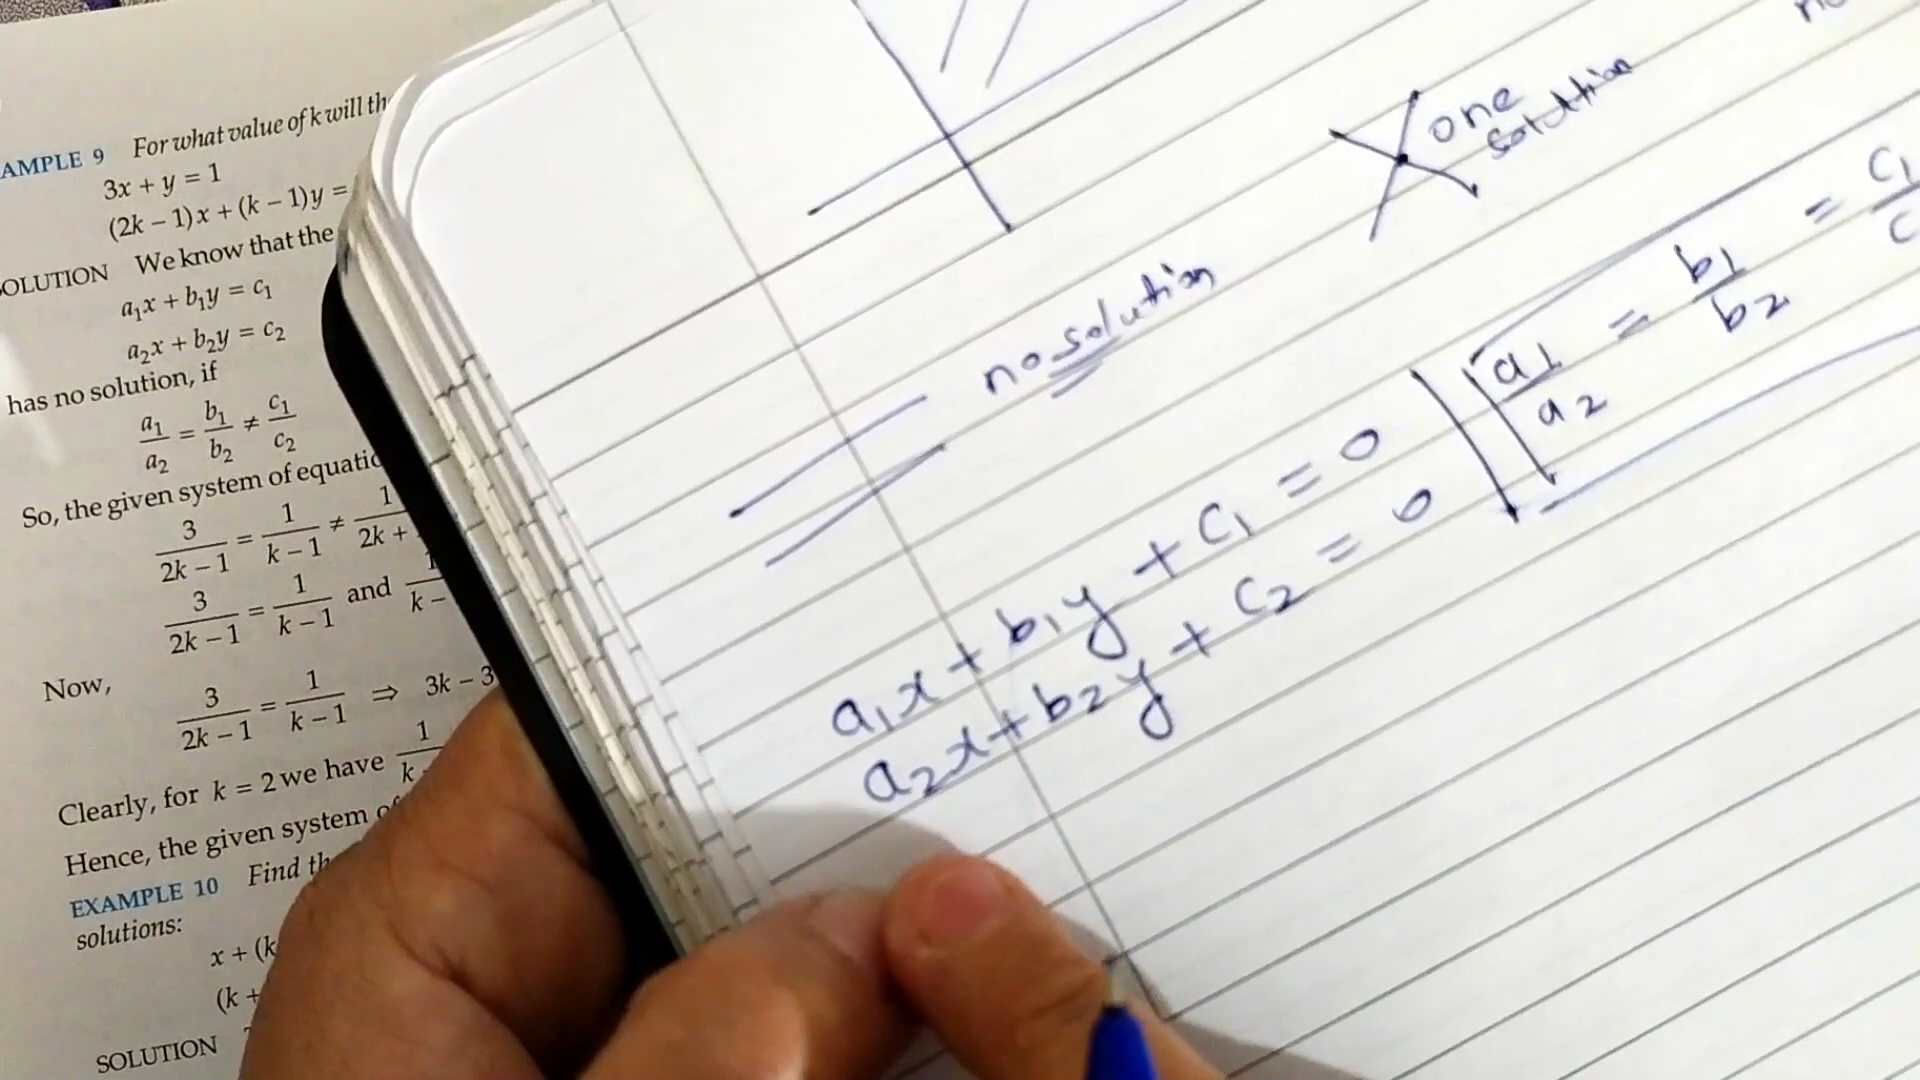 AMPLE 9 For what value of k will th
3x + y = 1
(2k – 1)x + (k – 1)y =
OLUTION We know that the
a₁x + b₁y = c₁
a₂x + b₂y = c₂
has no solution, if
a₁/a₂ = b₁/b₂ ≠ c₁/c₂
So, the given system of equatio
3/(2k – 1) = 1/(k – 1) ≠ 1/(2k +
3/(2k – 1) = 1/(k – 1) and 1/(k –
Now,
3/(2k – 1) = 1/(k – 1) ⇒ 3k – 3
Clearly, for k = 2 we have 1/(k
Hence, the given system
EXAMPLE 10 Find th
solutions:
x + (k
(k +
SOLUTION
one
solution
no solution
a₁x + b₁y + c₁ = 0
a₂x + b₂y + c₂ = 0
a₁/a₂ = b₁/b₂ = c₁/c